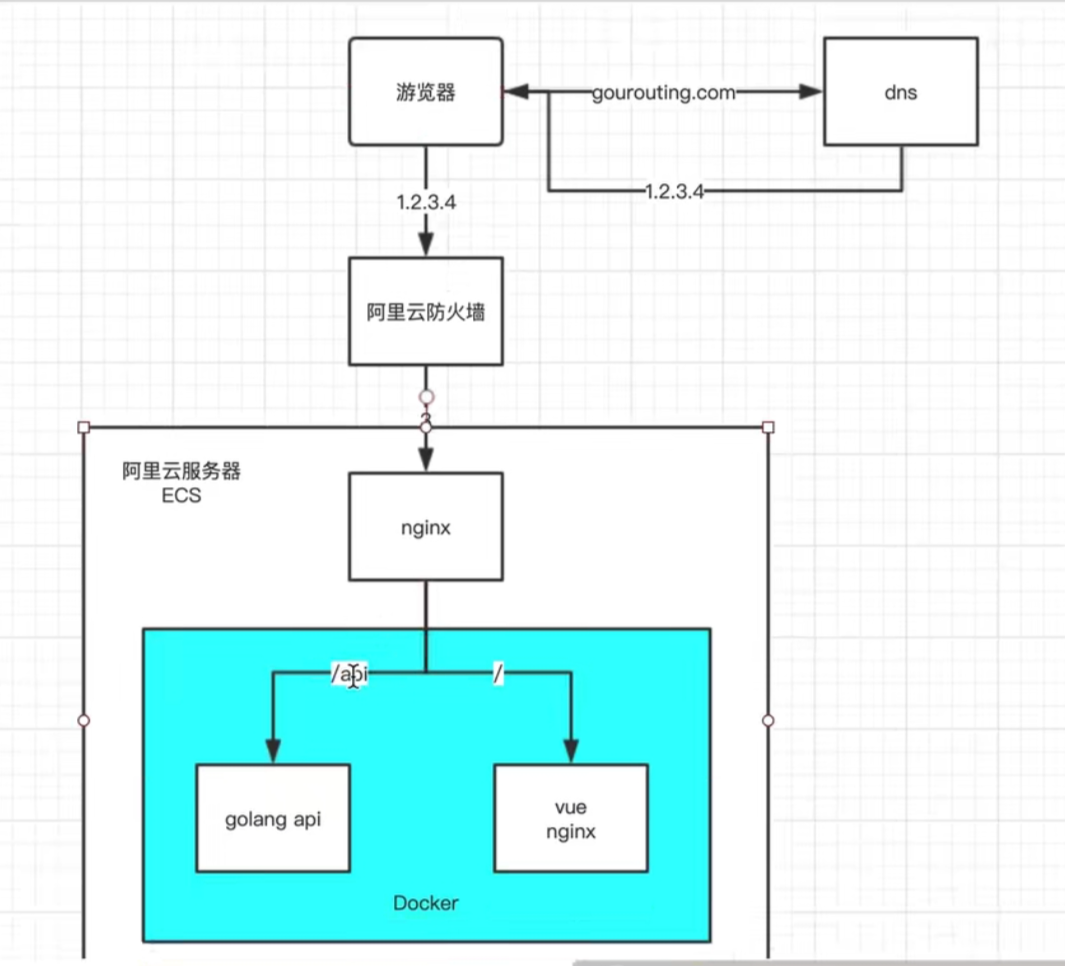 游览器
gourouting.com
dns
1.2.3.4
1.2.3.4
阿里云防火墙
阿里云服务器
ECS
nginx
/api
/
golang api
vue
nginx
Docker